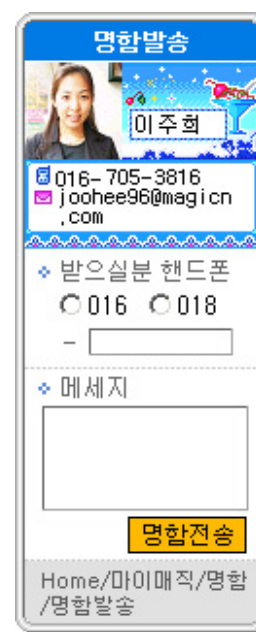 명함발송
이주희
016-705-3816
joohee96@magicn
.com
받으실분 핸드폰
016 018
-
메세지
명함전송
Home/마이매직/명함
/명함발송